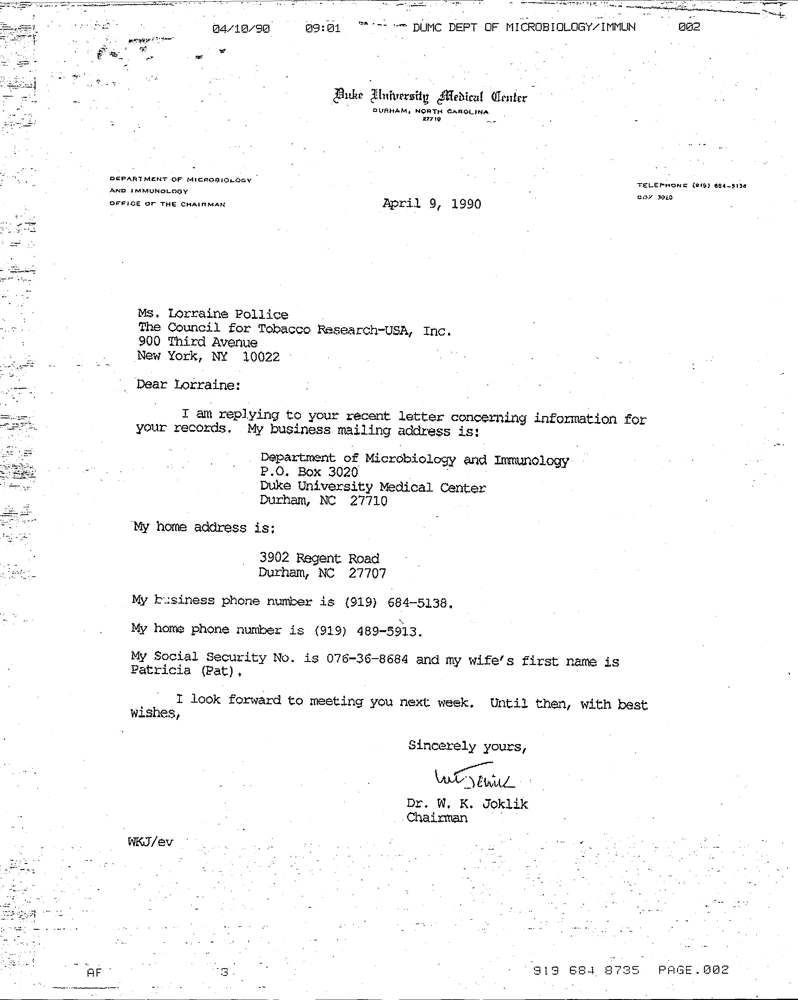 04/10/90 09:01 DUMC DEPT OF MICROBIOLOGY/IMMUN 002
Duke University Medical Center
DURHAM, NORTH CAROLINA
27710
DEPARTMENT OF MICROBIOLOGY
AND IMMUNOLOGY
OFFICE OF THE CHAIRMAN
TELEPHONE (919) 684-5138
BOX 3020
April 9, 1990
Ms. Lorraine Pollice
The Council for Tobacco Research-USA, Inc.
900 Third Avenue
New York, NY 10022
Dear Lorraine:
I am replying to your recent letter concerning information for
your records. My business mailing address is:
Department of Microbiology and Immunology
P.O. Box 3020
Duke University Medical Center
Durham, NC 27710
My home address is:
3902 Regent Road
Durham, NC 27707
My business phone number is (919) 684-5138.
My home phone number is (919) 489-5913.
My Social Security No. is 076-36-8684 and my wife's first name is
Patricia (Pat).
I look forward to meeting you next week. Until then, with best
wishes,
Sincerely yours,
Dr. W. K. Joklik
Chairman
WKJ/ev
AF 3 919 684 8735 PAGE.002